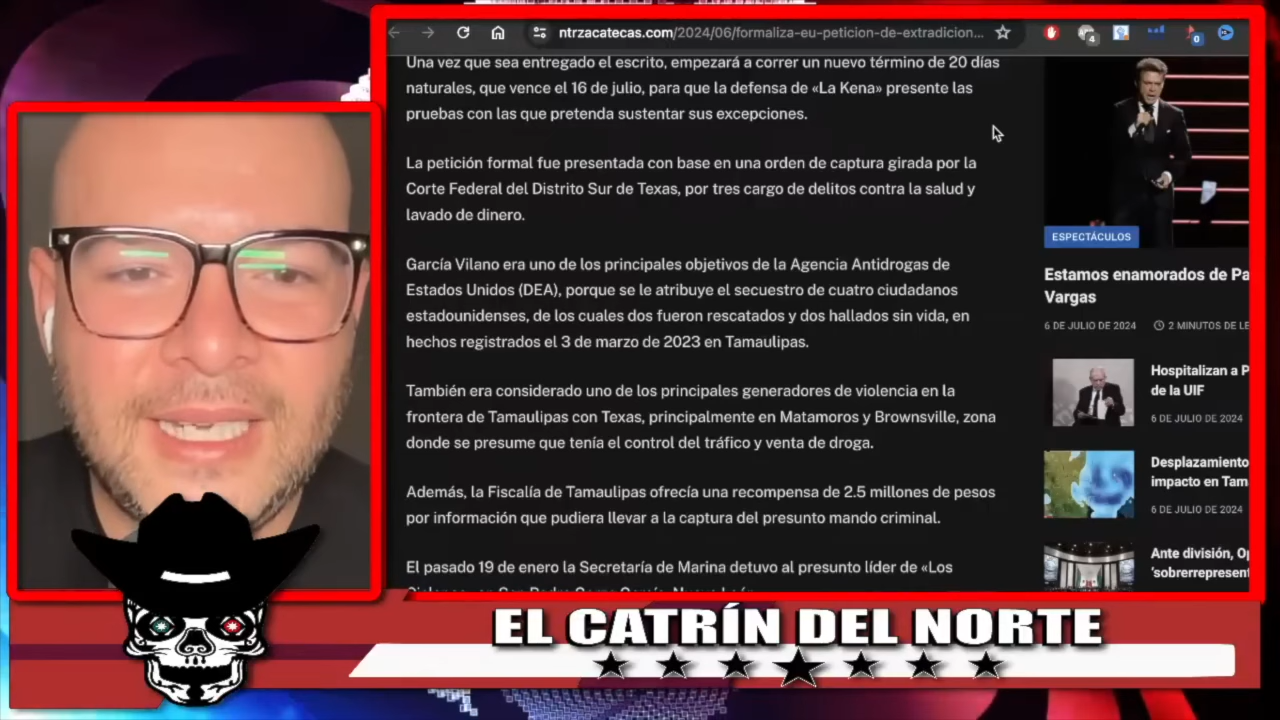 ntrzacatecas.com/2024/06/formaliza-eu-peticion-de-extradicion...
4
0
Una vez que sea entregado el escrito, empezará a correr un nuevo término de 20 días
naturales, que vence el 16 de julio, para que la defensa de «La Kena» presente las
pruebas con las que pretenda sustentar sus excepciones.
La petición formal fue presentada con base en una orden de captura girada por la
Corte Federal del Distrito Sur de Texas, por tres cargo de delitos contra la salud y
lavado de dinero.
García Vilano era uno de los principales objetivos de la Agencia Antidrogas de
Estados Unidos (DEA), porque se le atribuye el secuestro de cuatro ciudadanos
estadounidenses, de los cuales dos fueron rescatados y dos hallados sin vida, en
hechos registrados el 3 de marzo de 2023 en Tamaulipas.
También era considerado uno de los principales generadores de violencia en la
frontera de Tamaulipas con Texas, principalmente en Matamoros y Brownsville, zona
donde se presume que tenía el control del tráfico y venta de droga.
Además, la Fiscalía de Tamaulipas ofrecía una recompensa de 2.5 millones de pesos
por información que pudiera llevar a la captura del presunto mando criminal.
El pasado 19 de enero la Secretaría de Marina detuvo al presunto líder de «Los
ESPECTÁCULOS
Estamos enamorados de Pa
Vargas
6 DE JULIO DE 2024 2 MINUTOS DE LE
Hospitalizan a P
de la UIF
6 DE JULIO DE 2024
Desplazamiento
impacto en Tam
6 DE JULIO DE 2024
Ante división, Op
'sobrerrepresent
EL CATRÍN DEL NORTE